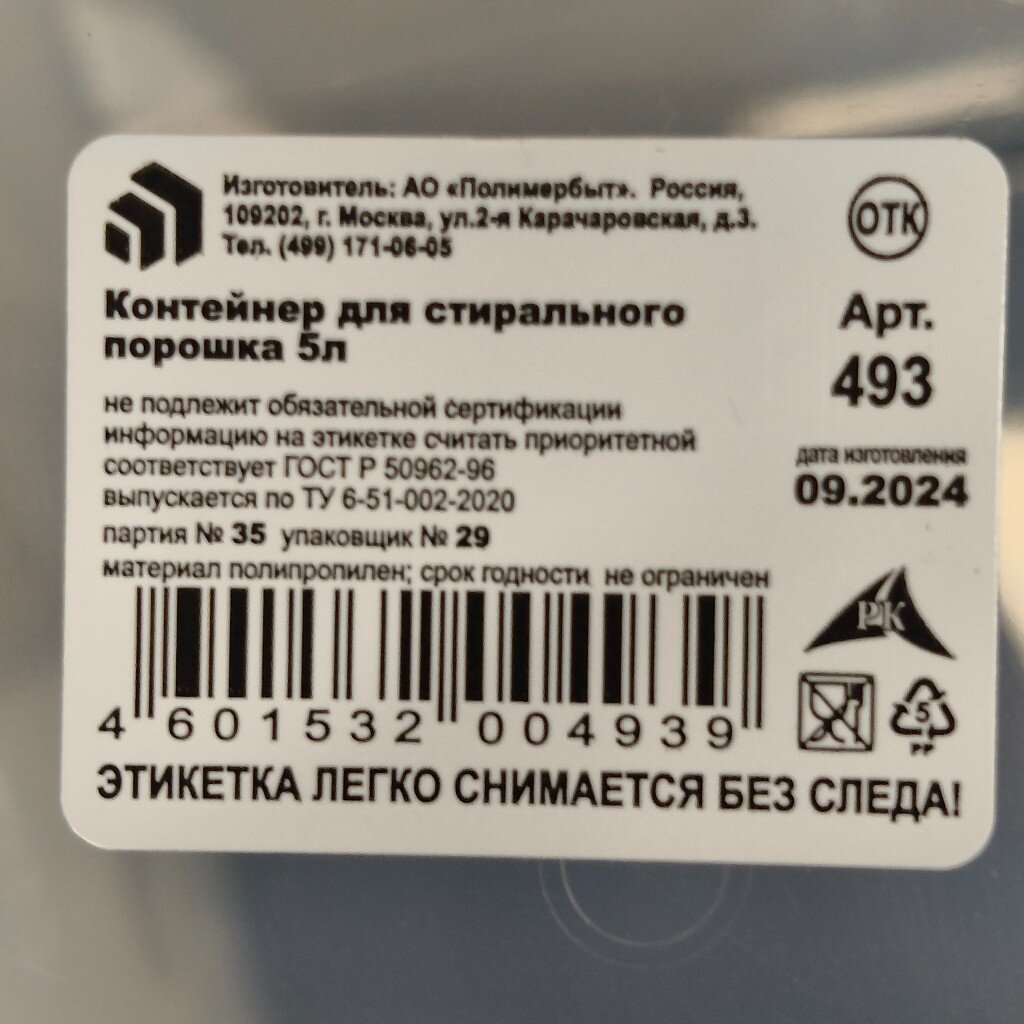 Изготовитель: АО «Полимербыт». Россия,
109202, г. Москва, ул.2-я Карачаровская, д.3.
Тел. (499) 171-06-05
ОТК
Контейнер для стирального
порошка 5л
Арт.
493
не подлежит обязательной сертификации
информацию на этикетке считать приоритетной
соответствует ГОСТ Р 50962-96
выпускается по ТУ 6-51-002-2020
дата изготовления
09.2024
партия № 35 упаковщик № 29
материал полипропилен; срок годности не ограничен
РК
4 601532 004939
5
PP
ЭТИКЕТКА ЛЕГКО СНИМАЕТСЯ БЕЗ СЛЕДА!